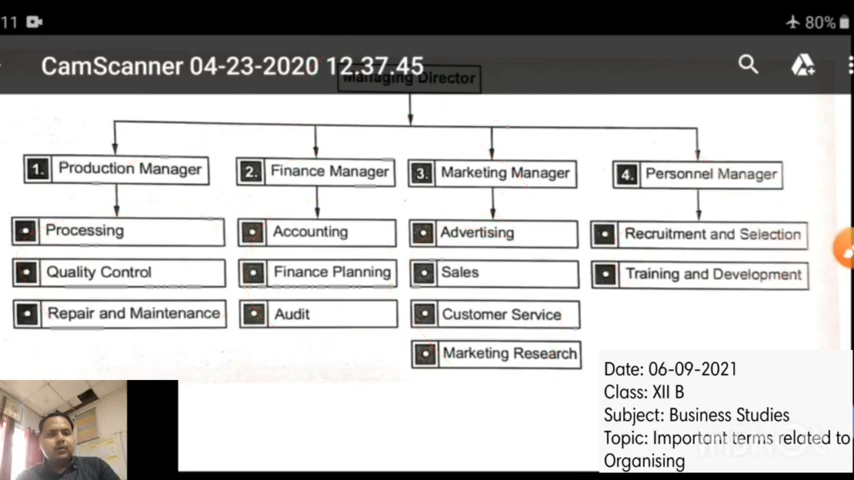 11
80%
CamScanner 04-23-2020 12.37.45
Managing Director
1. Production Manager
2. Finance Manager
3. Marketing Manager
4. Personnel Manager
Processing
Accounting
Advertising
Recruitment and Selection
Quality Control
Finance Planning
Sales
Training and Development
Repair and Maintenance
Audit
Customer Service
Marketing Research
Date: 06-09-2021
Class: XII B
Subject: Business Studies
Topic: Important terms related to
Organising